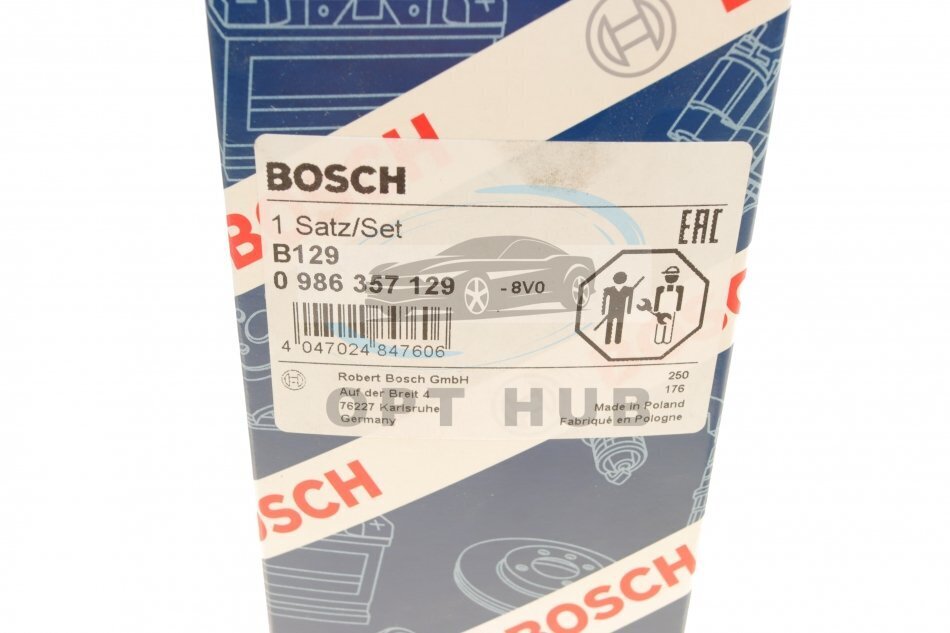 BOSCH
BOSCH
1 Satz/Set
EAC
B129
0 986 357 129 -8V0
4 047024 847606
Robert Bosch GmbH
Auf der Breit 4
76227 Karlsruhe
Germany
250
176
Made in Poland
Fabriqué en Pologne
OPT HUB
BOSCH
BOSCH